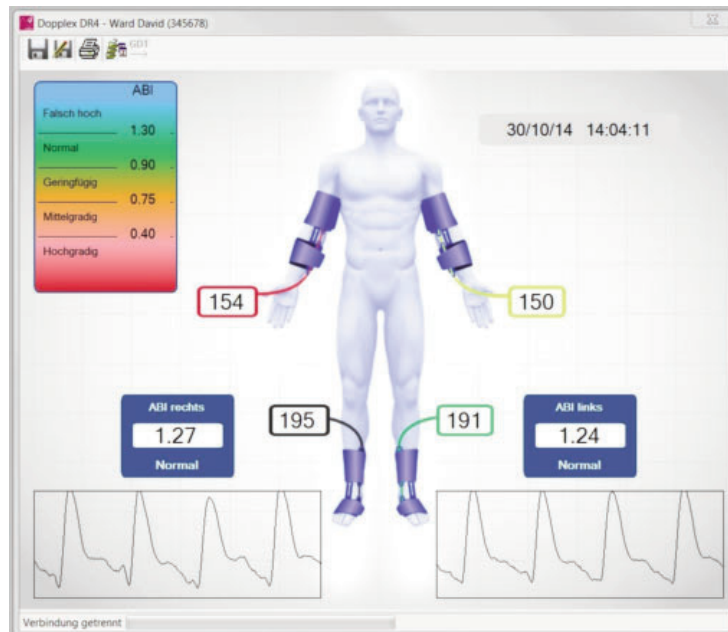 Dopplex DR4 - Ward David (345678)
GDT
ABI
Falsch hoch
1.30
Normal
0.90
Geringfügig
0.75
Mittelgradig
0.40
Hochgradig
30/10/14 14:04:11
154
150
ABI rechts
1.27
Normal
195
191
ABI links
1.24
Normal
Verbindung getrennt